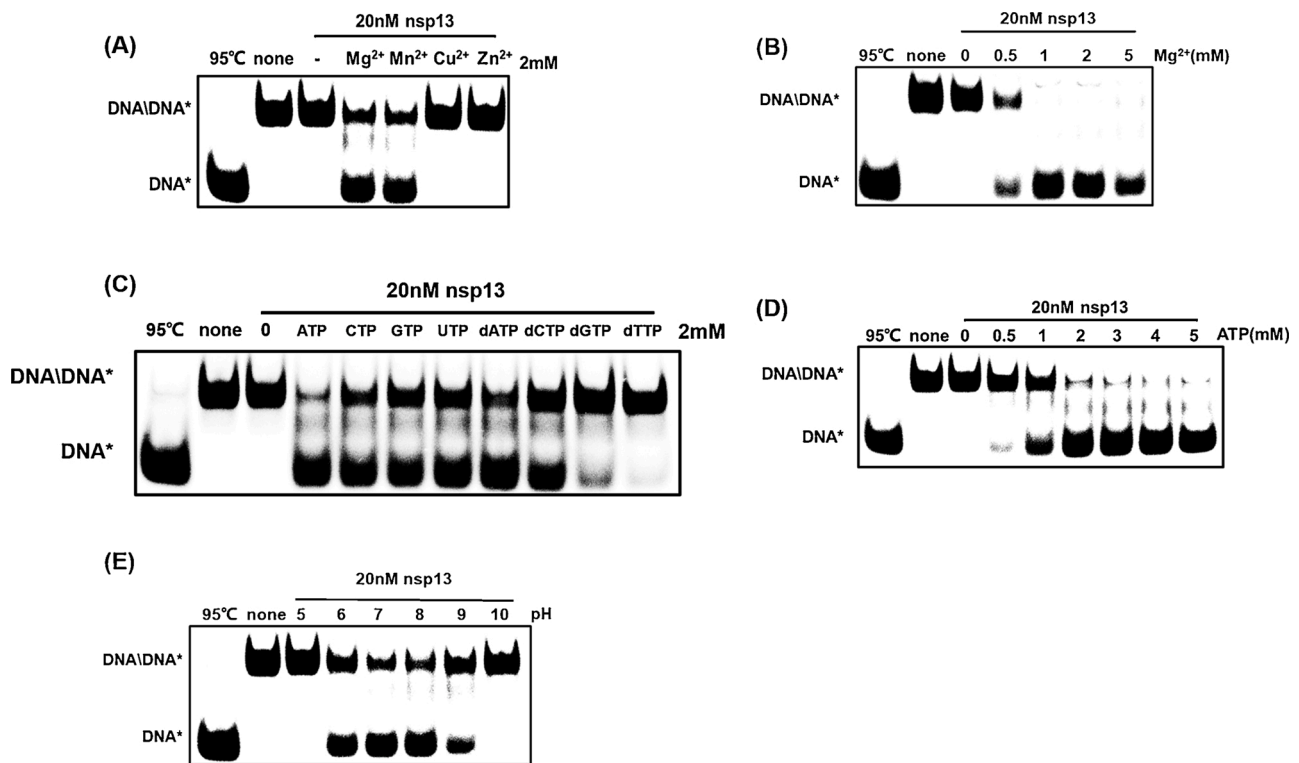 (A)
20nM nsp13
95℃ none - Mg²⁺ Mn²⁺ Cu²⁺ Zn²⁺ 2mM
DNA\DNA*
DNA*
(B)
20nM nsp13
95℃ none 0 0.5 1 2 5 Mg²⁺(mM)
DNA\DNA*
DNA*
(C)
20nM nsp13
95℃ none 0 ATP CTP GTP UTP dATP dCTP dGTP dTTP 2mM
DNA\DNA*
DNA*
(D)
20nM nsp13
95℃ none 0 0.5 1 2 3 4 5 ATP(mM)
DNA\DNA*
DNA*
(E)
20nM nsp13
95℃ none 5 6 7 8 9 10 pH
DNA\DNA*
DNA*